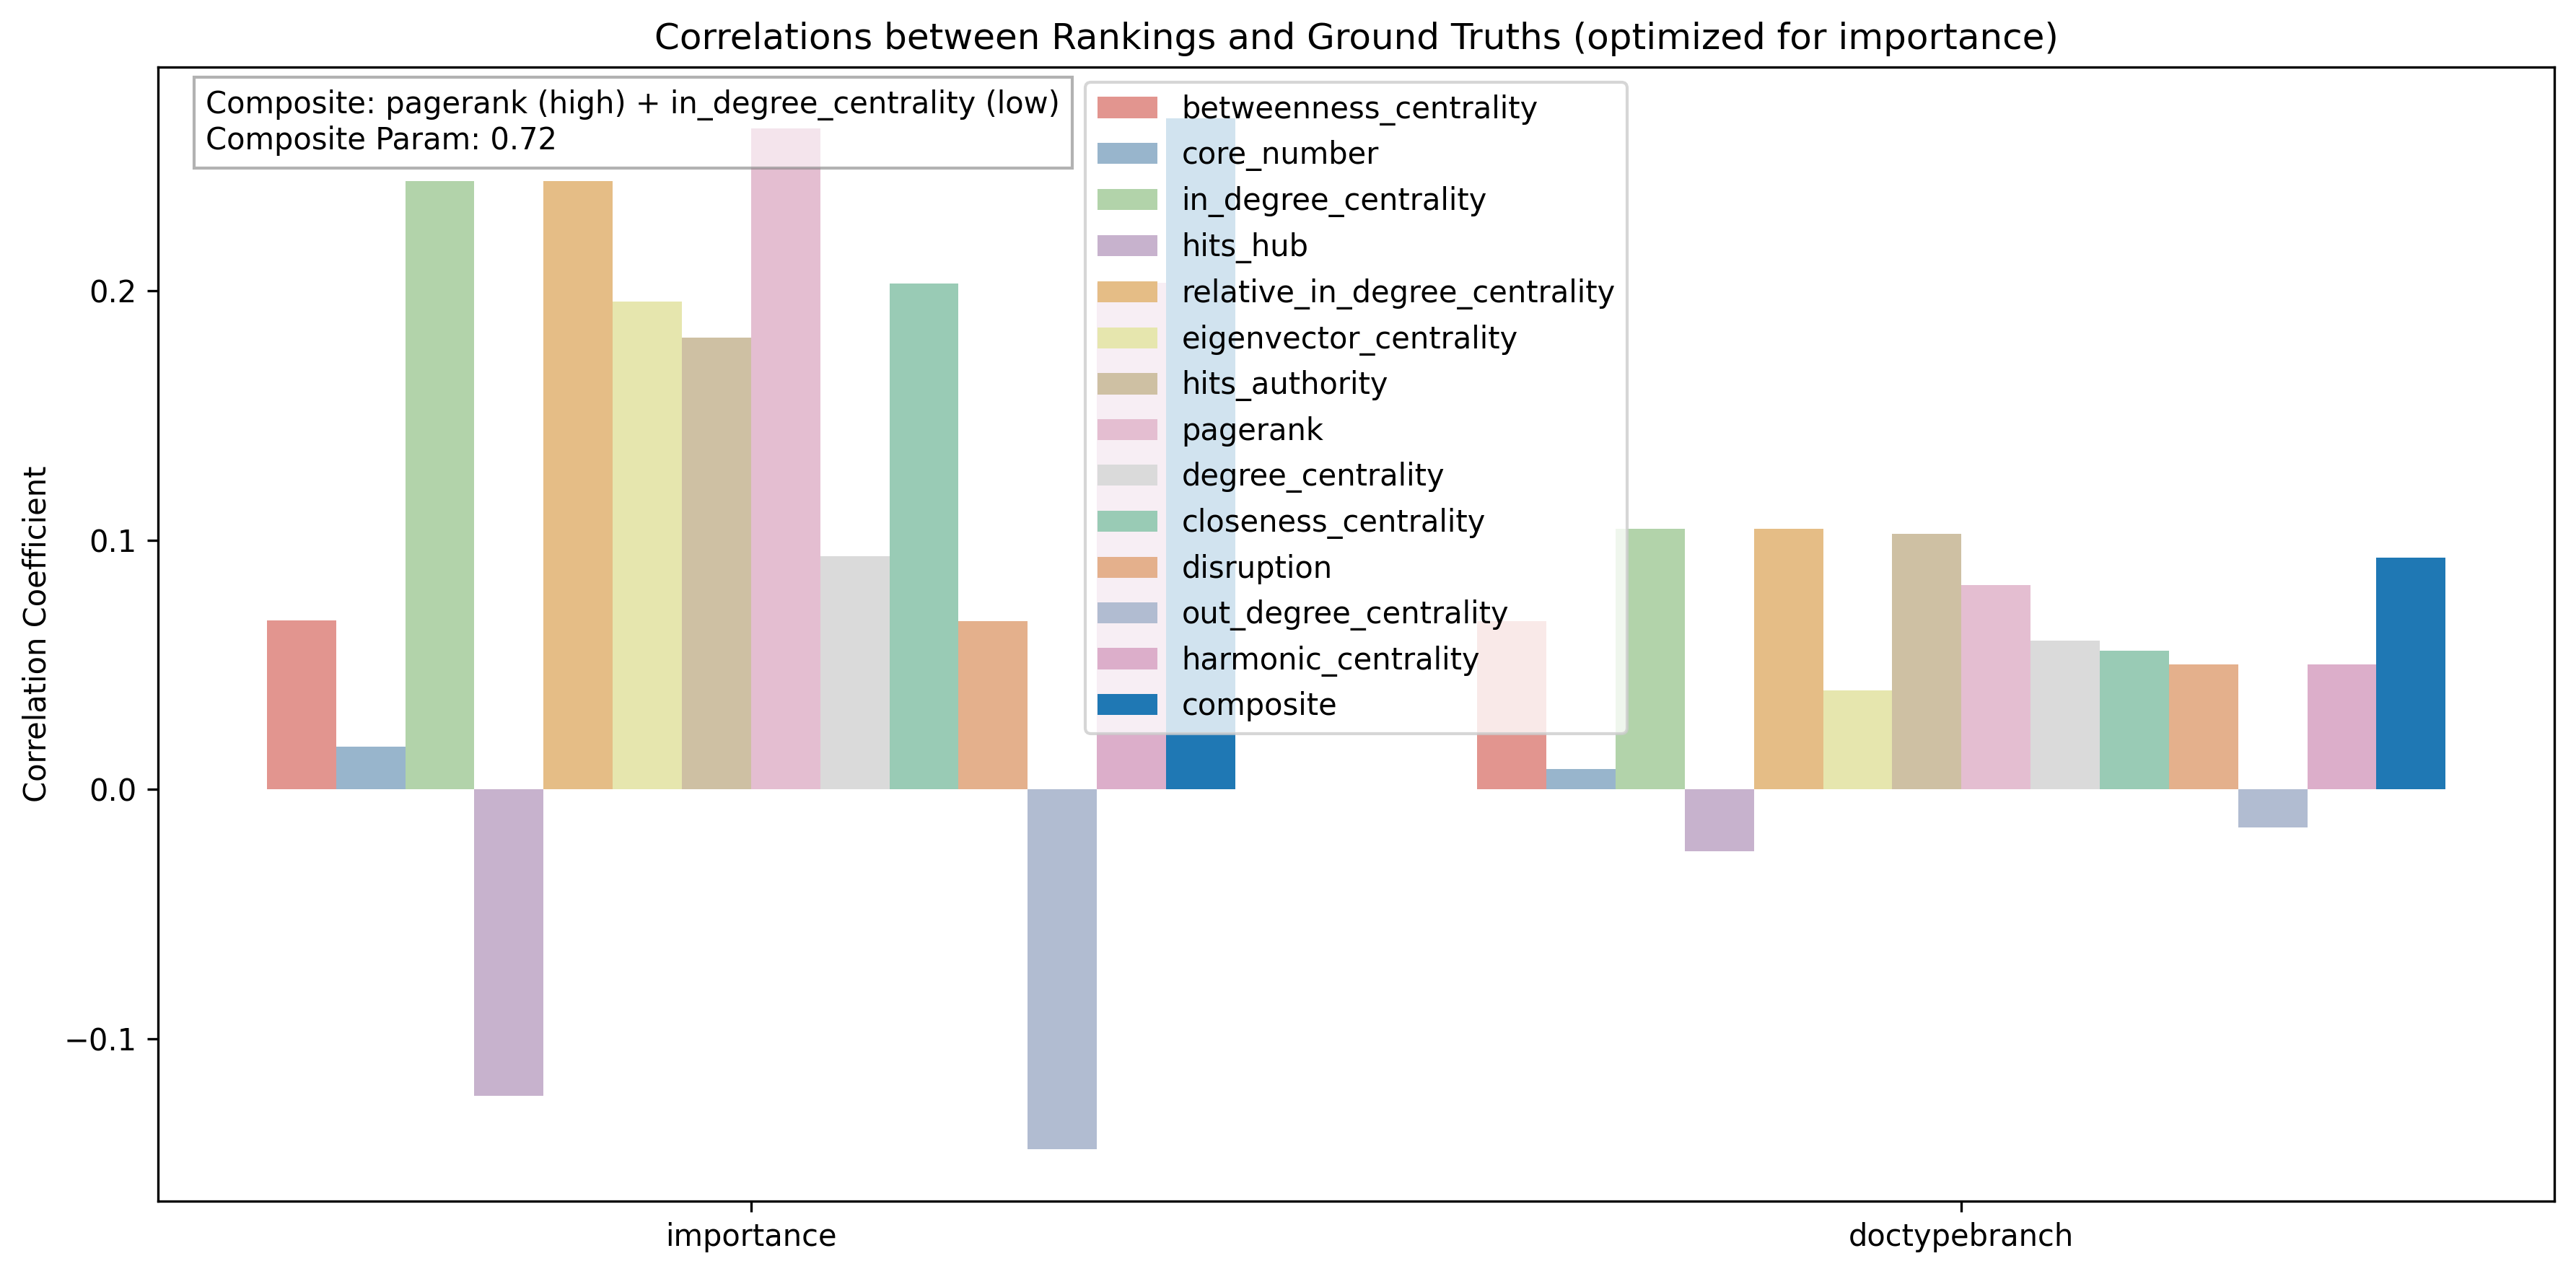 Correlations between Rankings and Ground Truths (optimized for importance)
Composite: pagerank (high) + in_degree_centrality (low)
Composite Param: 0.72
betweenness_centrality
core_number
in_degree_centrality
hits_hub
relative_in_degree_centrality
eigenvector_centrality
hits_authority
pagerank
degree_centrality
closeness_centrality
disruption
out_degree_centrality
harmonic_centrality
composite
Correlation Coefficient
0.2
0.1
0.0
−0.1
importance
doctypebranch